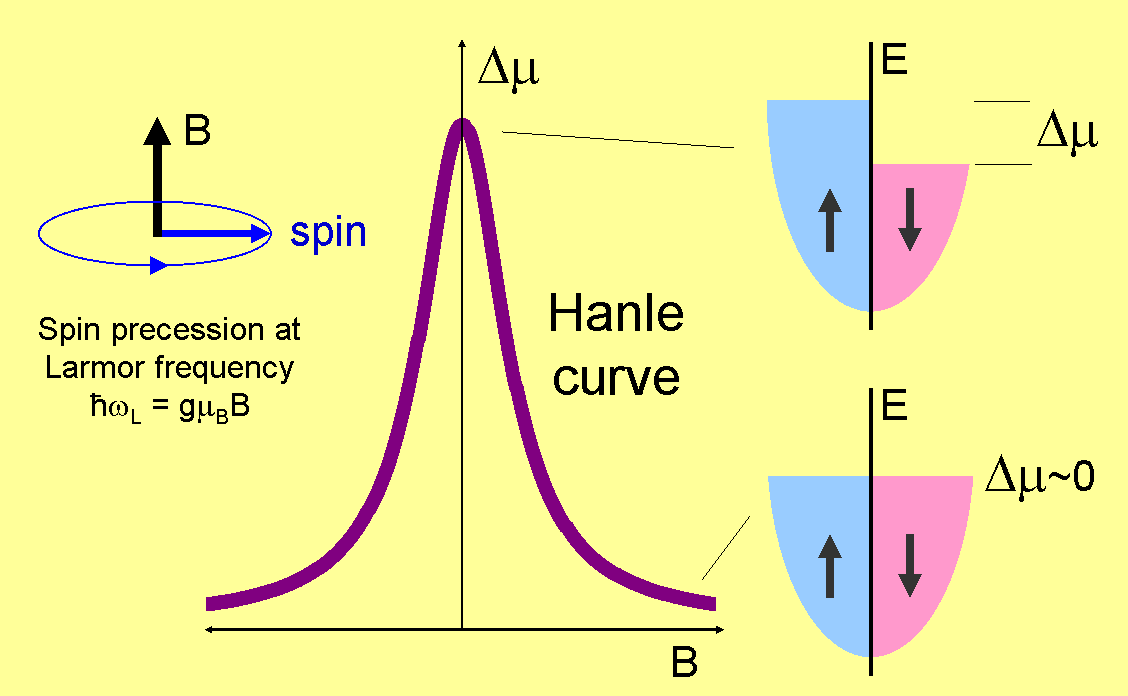 B
spin
Spin precession at
Larmor frequency
ħω_L = gμ_BB
Δμ
Hanle
curve
B
E
Δμ
E
Δμ~0